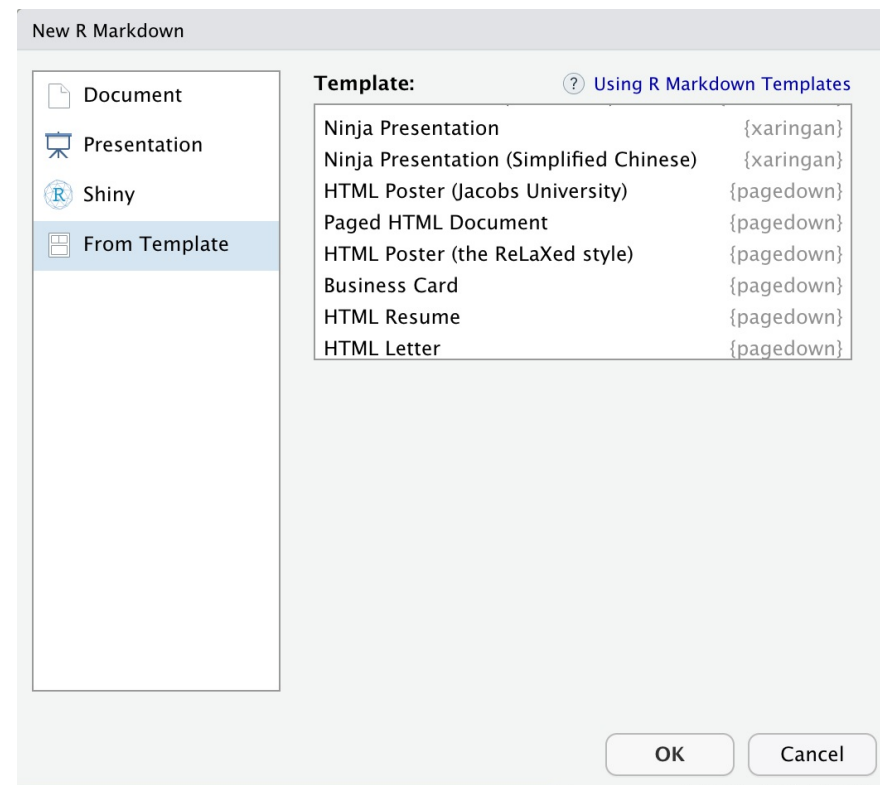 New R Markdown
Document
Presentation
R Shiny
From Template
Template:
? Using R Markdown Templates
Ninja Presentation {xaringan}
Ninja Presentation (Simplified Chinese) {xaringan}
HTML Poster (Jacobs University) {pagedown}
Paged HTML Document {pagedown}
HTML Poster (the ReLaXed style) {pagedown}
Business Card {pagedown}
HTML Resume {pagedown}
HTML Letter {pagedown}
OK
Cancel